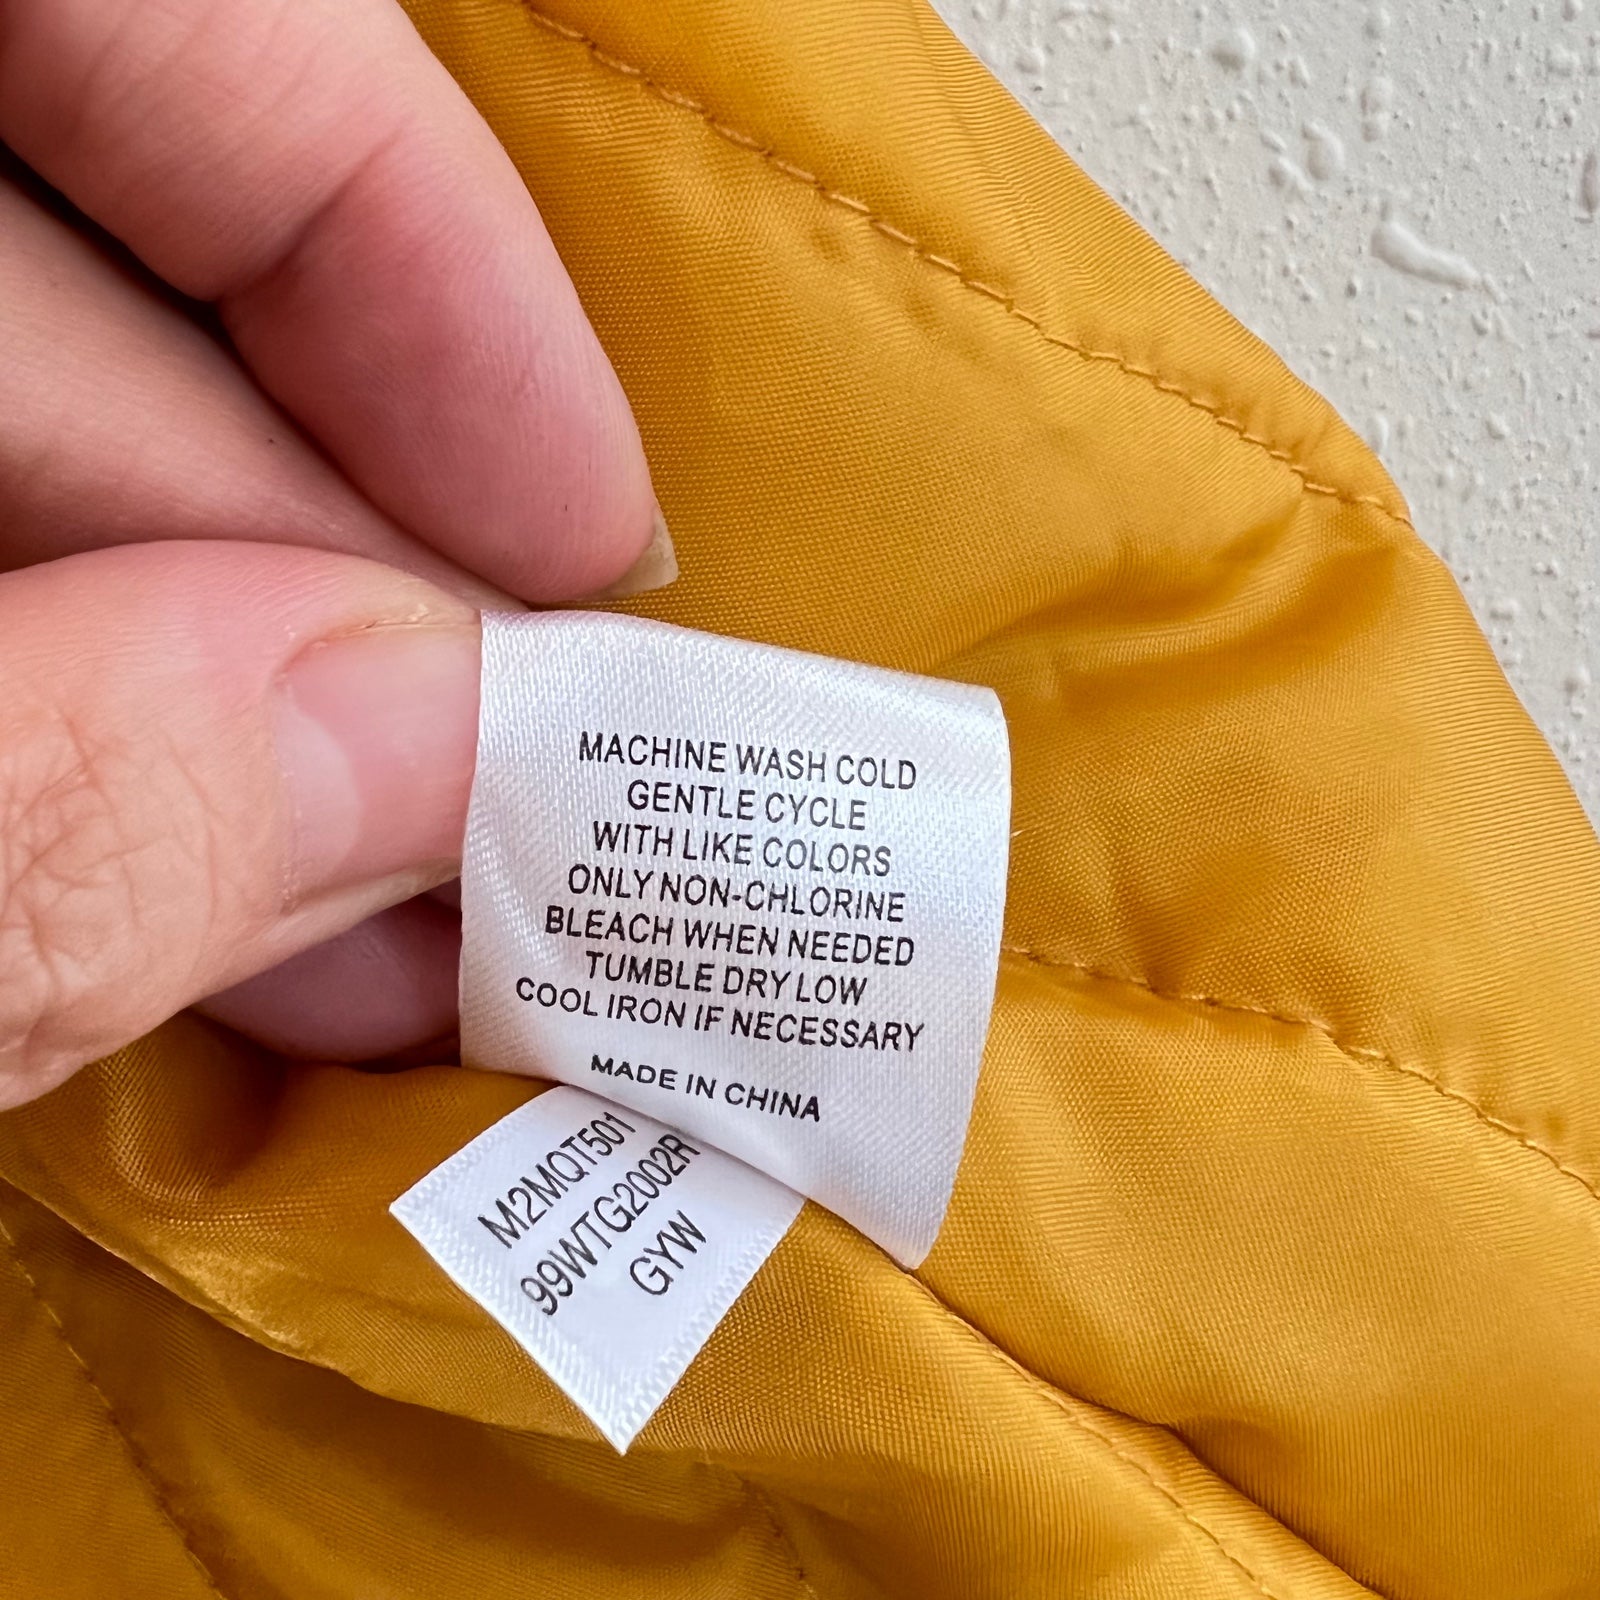 MACHINE WASH COLD
GENTLE CYCLE
WITH LIKE COLORS
ONLY NON-CHLORINE
BLEACH WHEN NEEDED
TUMBLE DRY LOW
COOL IRON IF NECESSARY
MADE IN CHINA
M2MQT501
99WTG2002R
GYW